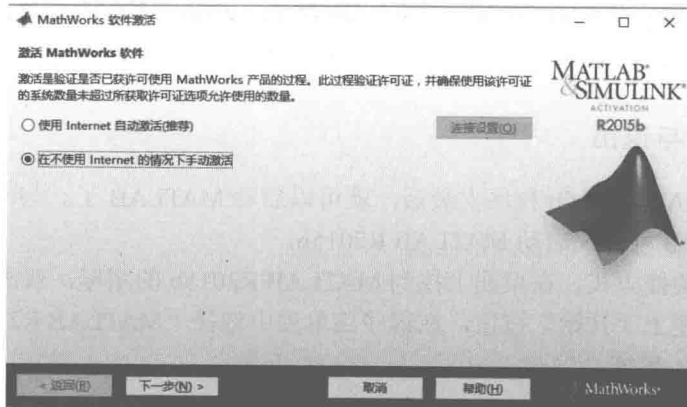 MathWorks 软件激活
激活 MathWorks 软件
激活是验证是否已获许可使用 MathWorks 产品的过程。此过程验证许可证，并确保使用该许可证
的系统数量未超过所获取许可证选项允许使用的数量。
使用 Internet 自动激活(推荐)
连接设置(O)
在不使用 Internet 的情况下手动激活
MATLAB®
&SIMULINK®
ACTIVATION
R2015b
< 返回(B)
下一步(N) >
取消
帮助(H)
MathWorks®